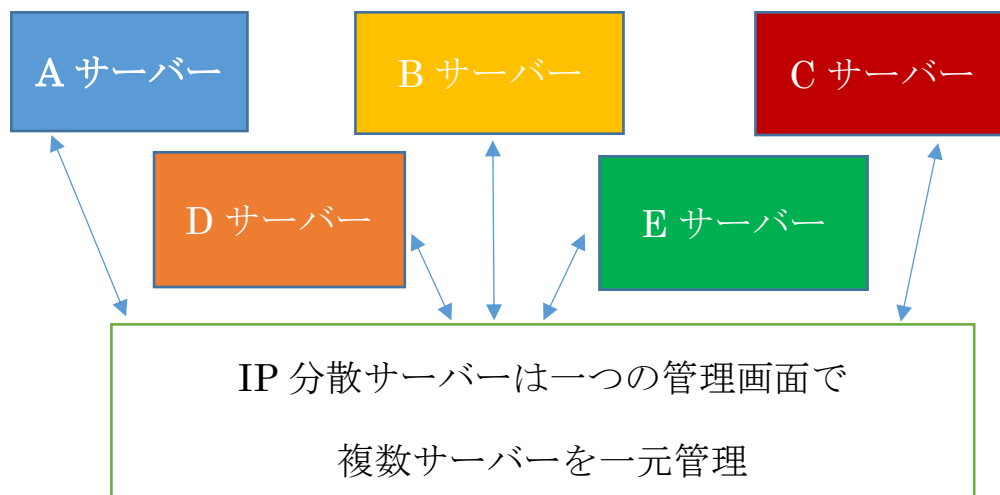 A サーバー
B サーバー
C サーバー
D サーバー
E サーバー
IP 分散サーバーは一つの管理画面で
複数サーバーを一元管理